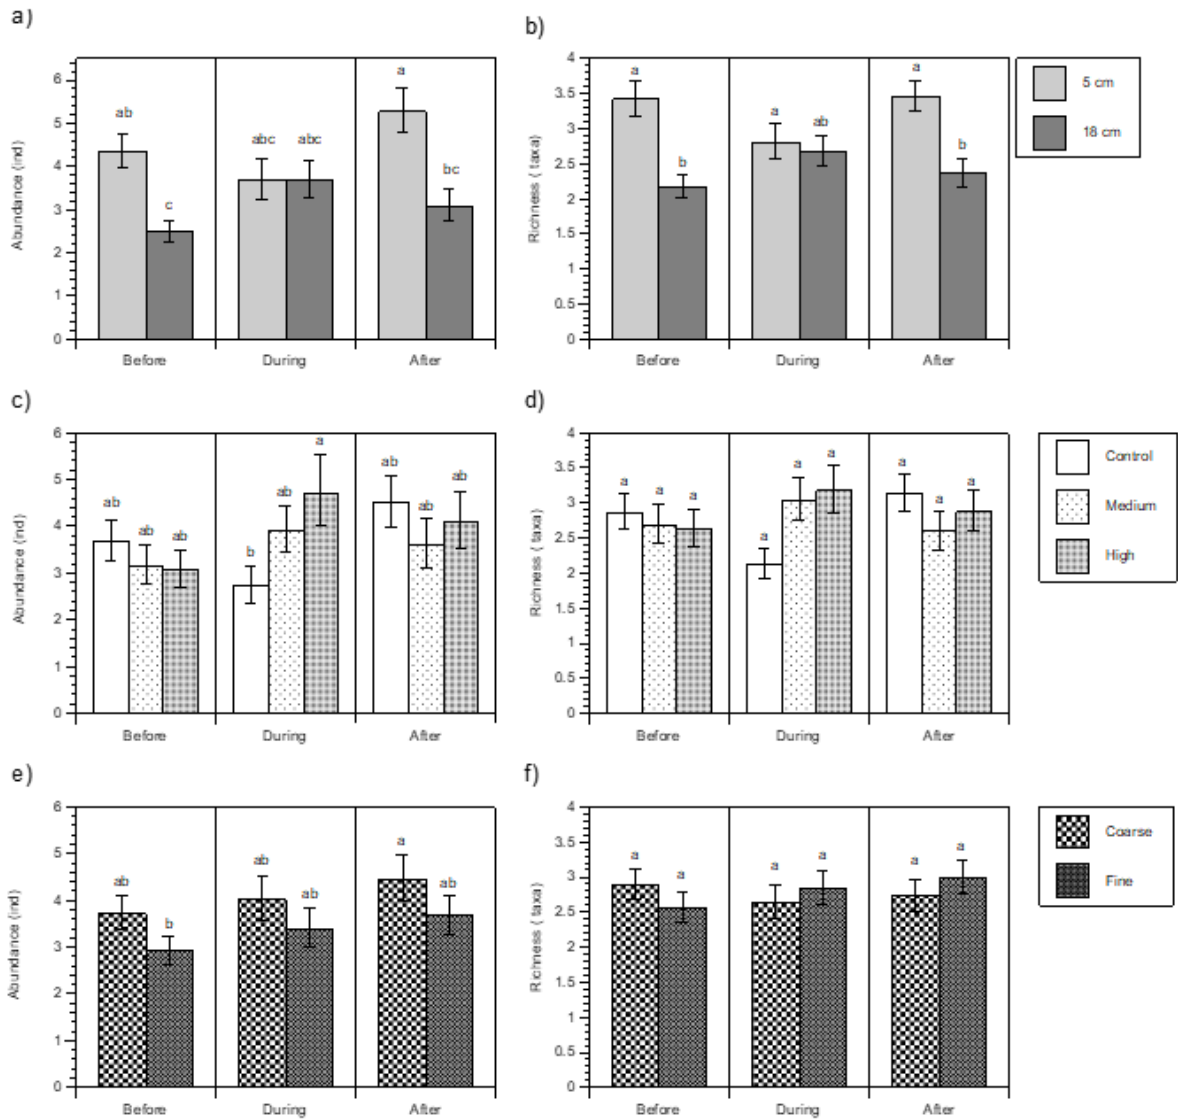 a)
Abundance (ind)
6
5
4
3
2
1
0
ab
c
abc
abc
a
bc
Before
During
After
b)
Richness ( taxa)
4
3.5
3
2.5
2
1.5
1
0.5
0
a
b
a
ab
a
b
Before
During
After
5 cm
18 cm
c)
Abundance (ind)
6
5
4
3
2
1
0
ab
ab
ab
b
ab
a
ab
ab
ab
Before
During
After
d)
Richness ( taxa)
4
3.5
3
2.5
2
1.5
1
0.5
0
a
a
a
a
a
a
a
a
a
Before
During
After
Control
Medium
High
e)
Abundance (ind)
6
5
4
3
2
1
0
ab
b
ab
ab
a
ab
Before
During
After
f)
Richness ( taxa)
4
3.5
3
2.5
2
1.5
1
0.5
0
a
a
a
a
a
a
Before
During
After
Coarse
Fine